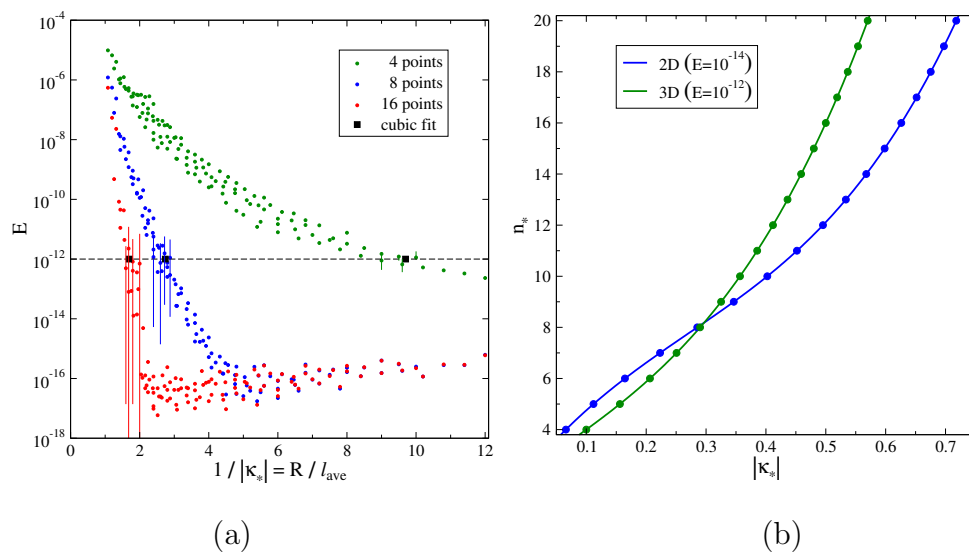 10^-4
10^-6
10^-8
10^-10
10^-12
10^-14
10^-16
10^-18
E
4 points
8 points
16 points
cubic fit
0 2 4 6 8 10 12
1 / |κ*| = R / l_ave
(a)
20
18
16
14
12
10
8
6
4
n*
2D (E=10^-14)
3D (E=10^-12)
0.1 0.2 0.3 0.4 0.5 0.6 0.7
|κ*|
(b)